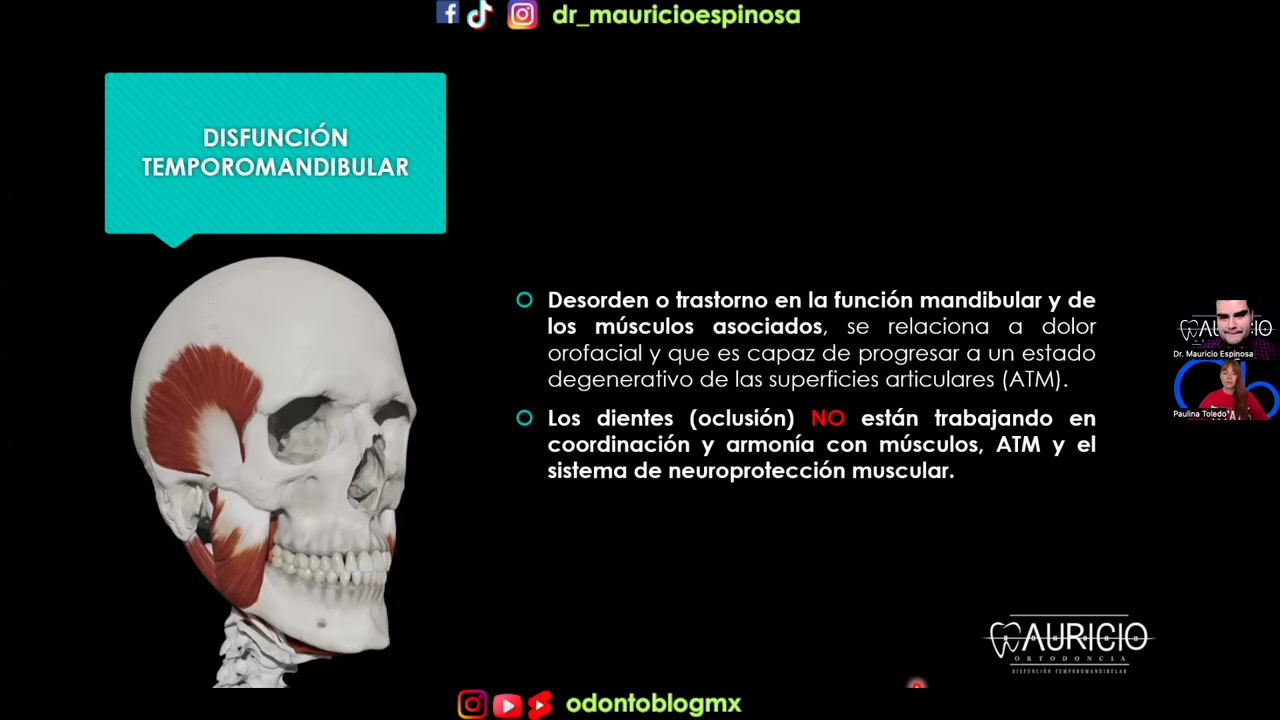 dr_mauricioespinosa
DISFUNCIÓN
TEMPOROMANDIBULAR
Desorden o trastorno en la función mandibular y de
los músculos asociados, se relaciona a dolor
orofacial y que es capaz de progresar a un estado
degenerativo de las superficies articulares (ATM).
Los dientes (oclusión) NO están trabajando en
coordinación y armonía con músculos, ATM y el
sistema de neuroprotección muscular.
Dr. Mauricio Espinosa
Paulina Toledo
MAURICIO
ORTODONCIA
DISFUNCIÓN TEMPOROMANDIBULAR
odontoblogmx